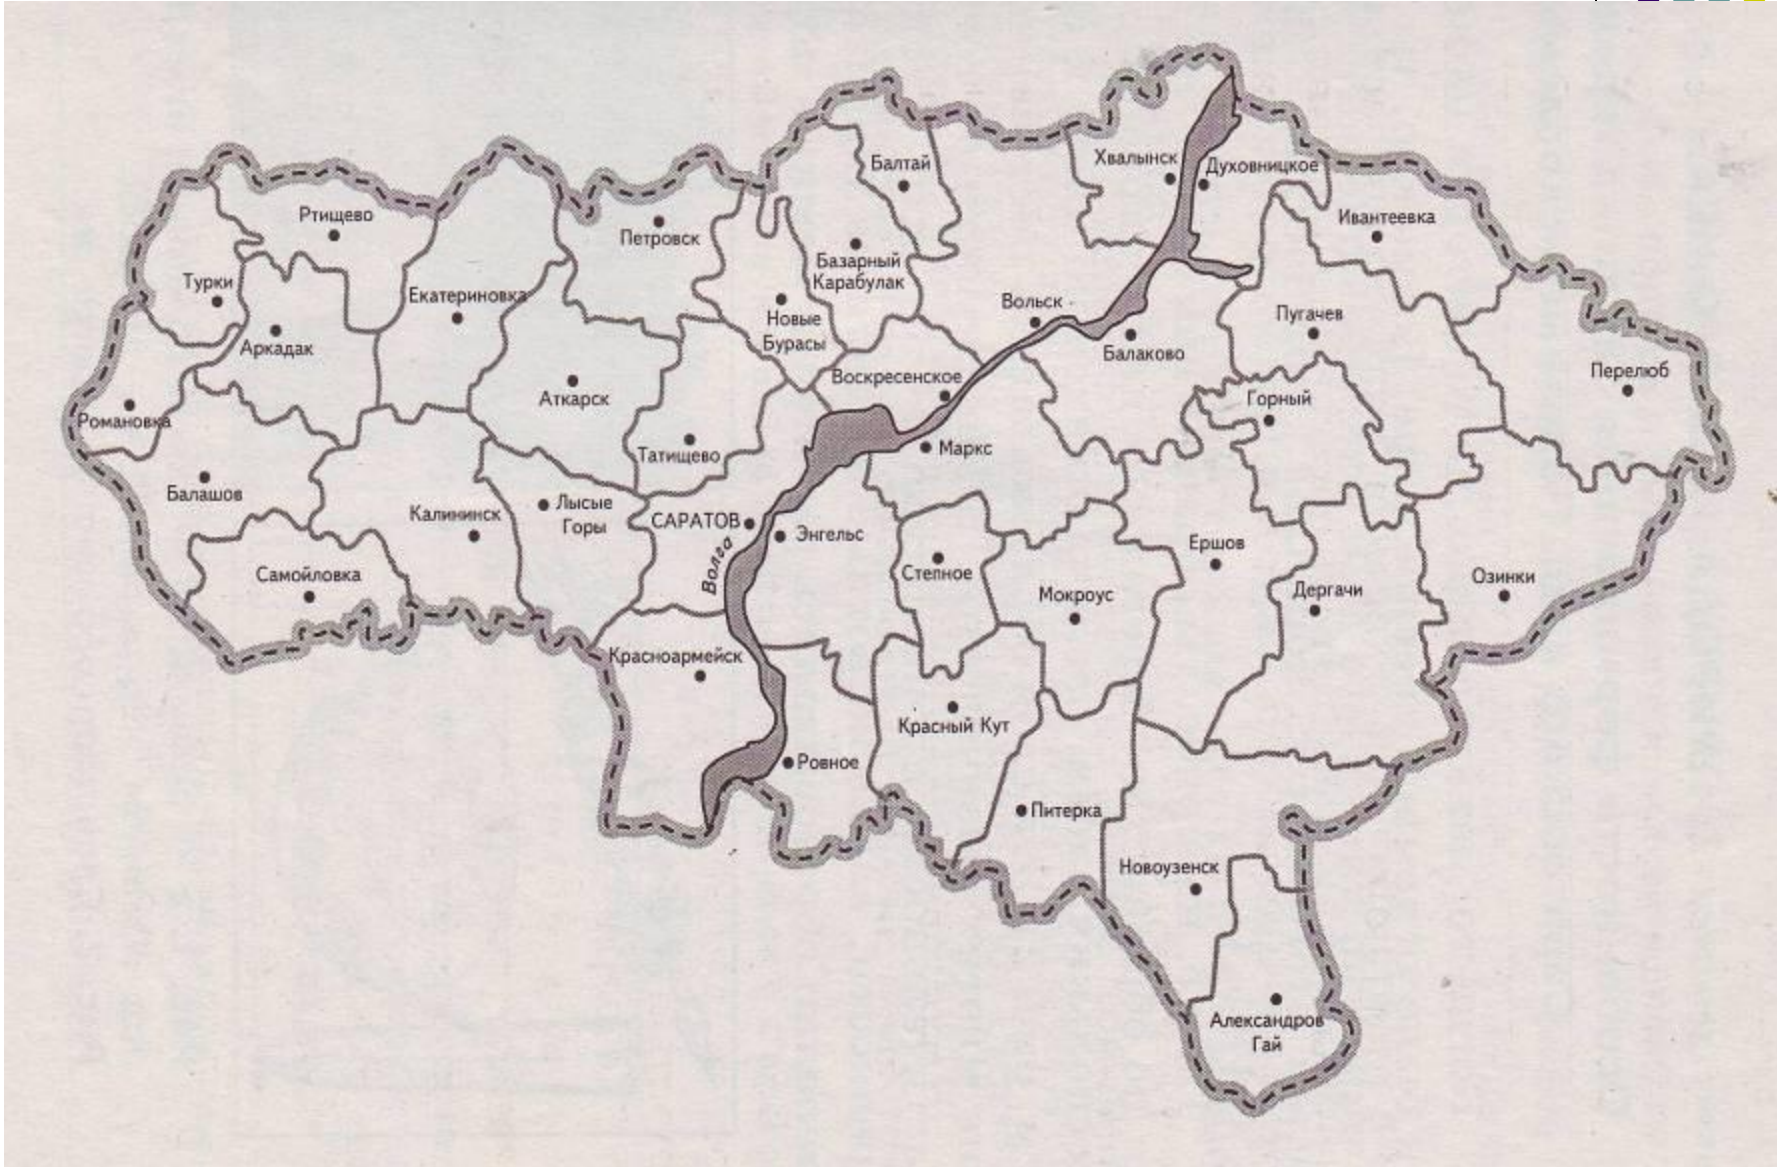 Балтай
Хвалынск
Духовницкое
Ртищево
Петровск
Ивантеевка
Базарный
Карабулак
Турки
Екатериновка
Вольск
Новые
Бурасы
Пугачев
Аркадак
Балаково
Воскресенское
Перелюб
Аткарск
Горный
Романовка
Татищево
Маркс
Балашов
Калининск
Лысые
Горы
САРАТОВ
Волга
Энгельс
Ершов
Самойловка
Степное
Мокроус
Дергачи
Озинки
Красноармейск
Красный Кут
Ровное
Питерка
Новоузенск
Александров
Гай